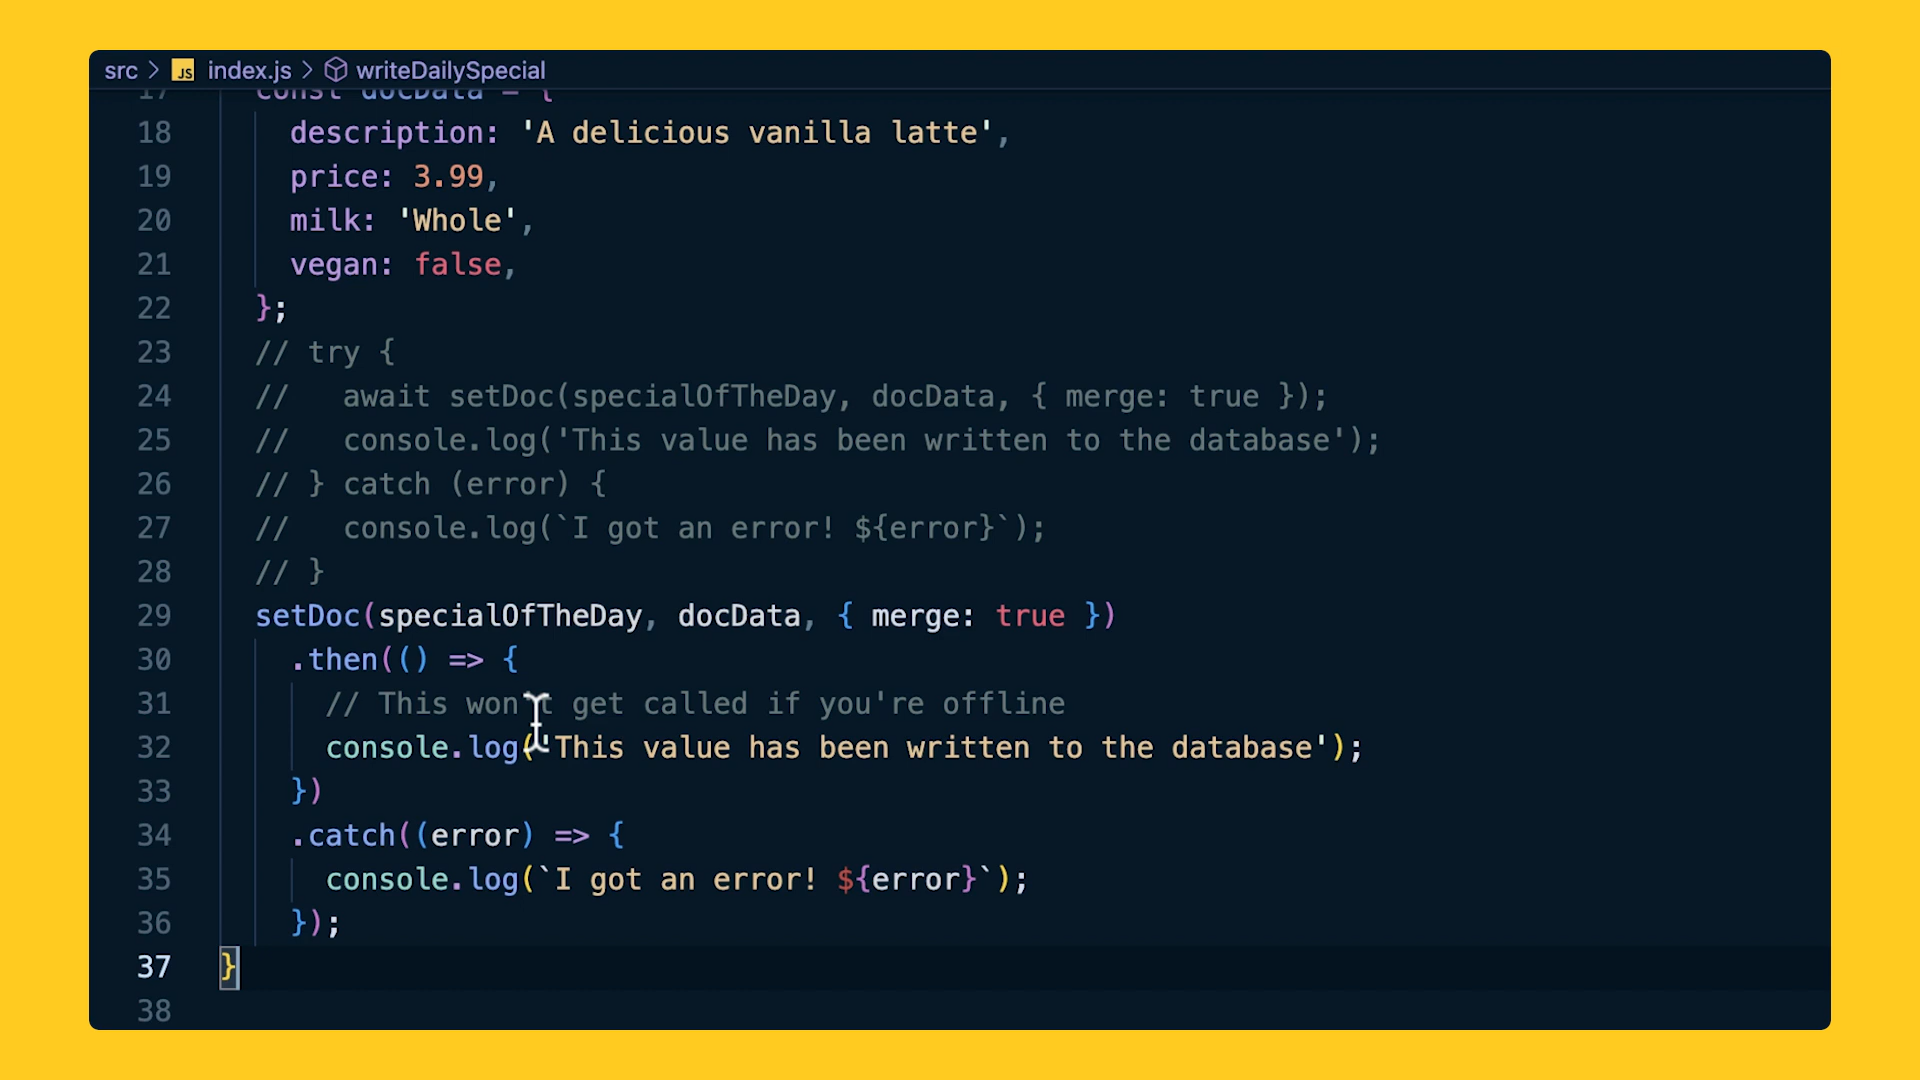 src > JS index.js > writeDailySpecial
17 const docData = {
18 description: 'A delicious vanilla latte',
19 price: 3.99,
20 milk: 'Whole',
21 vegan: false,
22 };
23 // try {
24 //   await setDoc(specialOfTheDay, docData, { merge: true });
25 //   console.log('This value has been written to the database');
26 // } catch (error) {
27 //   console.log(`I got an error! ${error}`);
28 // }
29 setDoc(specialOfTheDay, docData, { merge: true })
30 .then(() => {
31 // This won't get called if you're offline
32 console.log('This value has been written to the database');
33 })
34 .catch((error) => {
35 console.log(`I got an error! ${error}`);
36 });
37 }
38